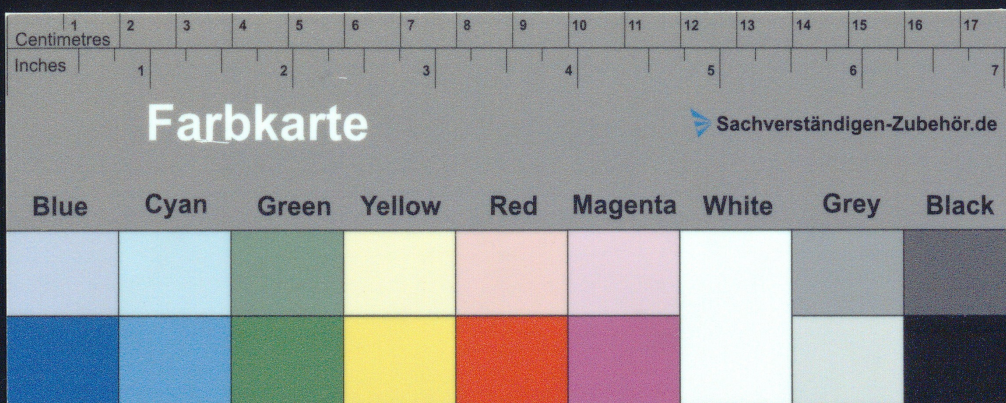 Centimetres 1 2 3 4 5 6 7 8 9 10 11 12 13 14 15 16 17
Inches 1 2 3 4 5 6 7
Farbkarte
Sachverständigen-Zubehör.de
Blue Cyan Green Yellow Red Magenta White Grey Black